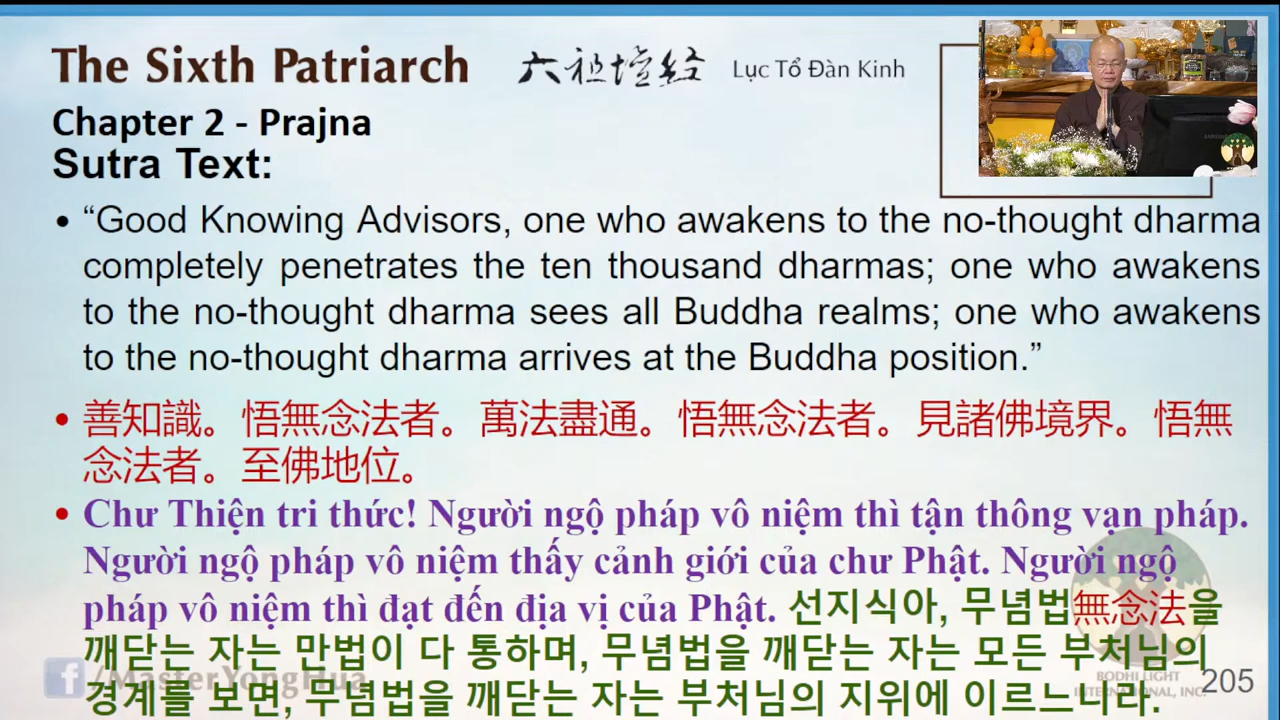 The Sixth Patriarch 六祖壇经 Lục Tổ Đàn Kinh
Chapter 2 - Prajna
Sutra Text:
• “Good Knowing Advisors, one who awakens to the no-thought dharma
completely penetrates the ten thousand dharmas; one who awakens
to the no-thought dharma sees all Buddha realms; one who awakens
to the no-thought dharma arrives at the Buddha position.”
• 善知識。悟無念法者。萬法盡通。悟無念法者。見諸佛境界。悟無
念法者。至佛地位。
• Chư Thiện tri thức! Người ngộ pháp vô niệm thì tận thông vạn pháp.
Người ngộ pháp vô niệm thấy cảnh giới của chư Phật. Người ngộ
pháp vô niệm thì đạt đến địa vị của Phật. 선지식아, 무념법無念法을
깨닫는 자는 만법이 다 통하며, 무념법을 깨닫는 자는 모든 부처님의
경계를 보면, 무념법을 깨닫는 자는 부처님의 지위에 이르느니라.
/MasterYongHua
BODHI LIGHT
INTERNATIONAL, INC.
205